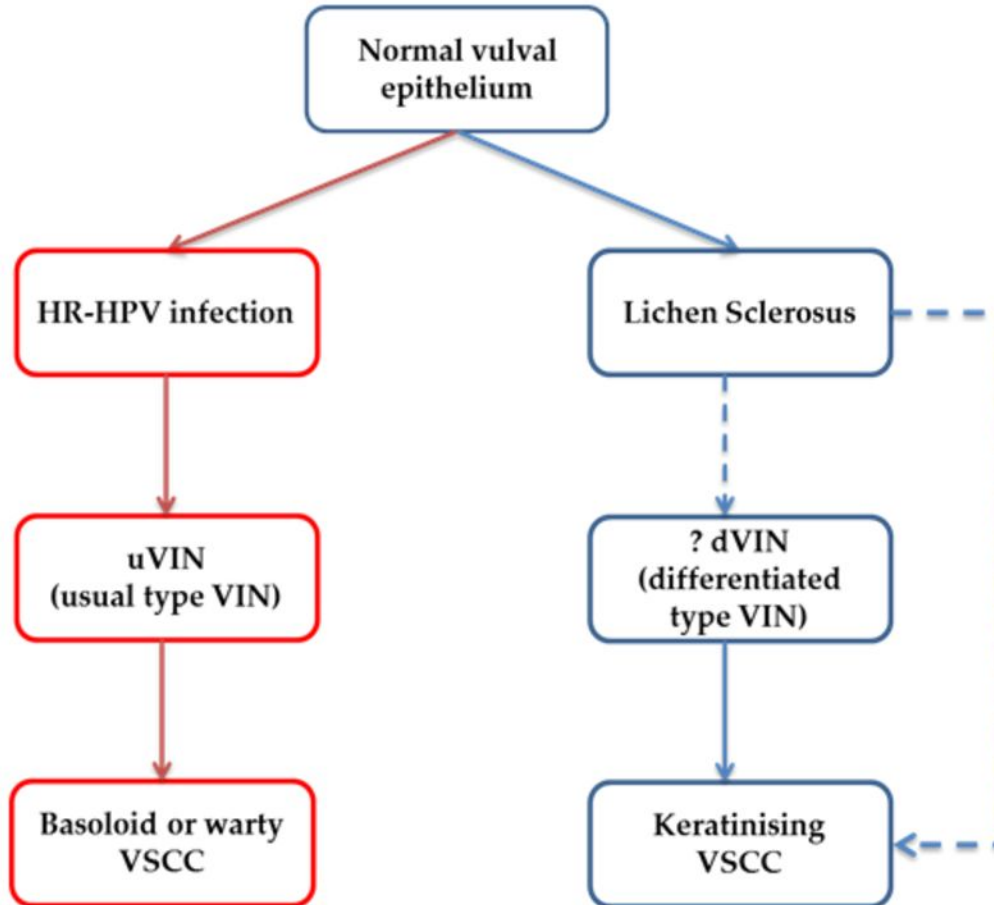 Normal vulval
epithelium
HR-HPV infection
Lichen Sclerosus
uVIN
(usual type VIN)
? dVIN
(differentiated
type VIN)
Basoloid or warty
VSCC
Keratinising
VSCC